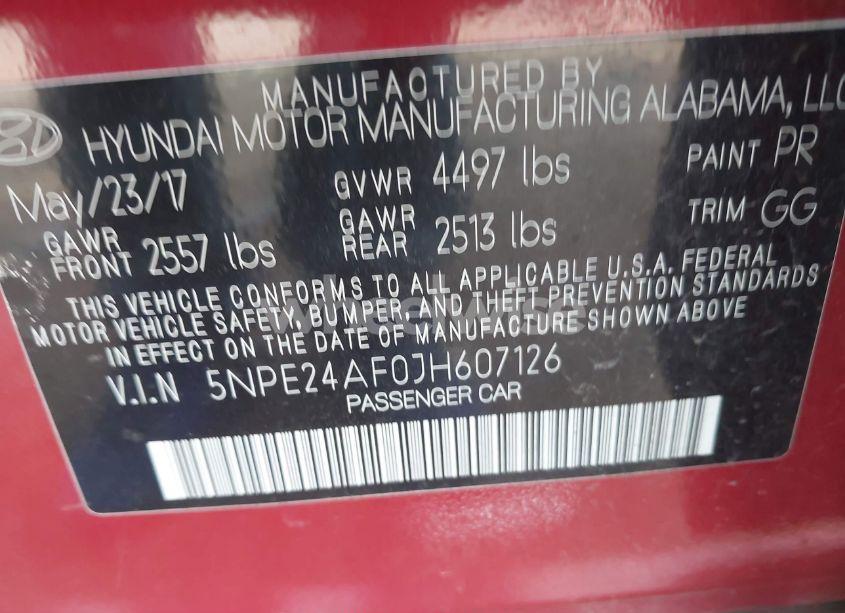 MANUFACTURED BY
HYUNDAI MOTOR MANUFACTURING ALABAMA, LLC
May/23/17 GVWR 4497 lbs PAINT PR
GAWR FRONT 2557 lbs GAWR REAR 2513 lbs TRIM GG
THIS VEHICLE CONFORMS TO ALL APPLICABLE U.S.A. FEDERAL
MOTOR VEHICLE SAFETY, BUMPER, AND THEFT PREVENTION STANDARDS
IN EFFECT ON THE DATE OF MANUFACTURE SHOWN ABOVE
V.I.N 5NPE24AF0JH607126
PASSENGER CAR